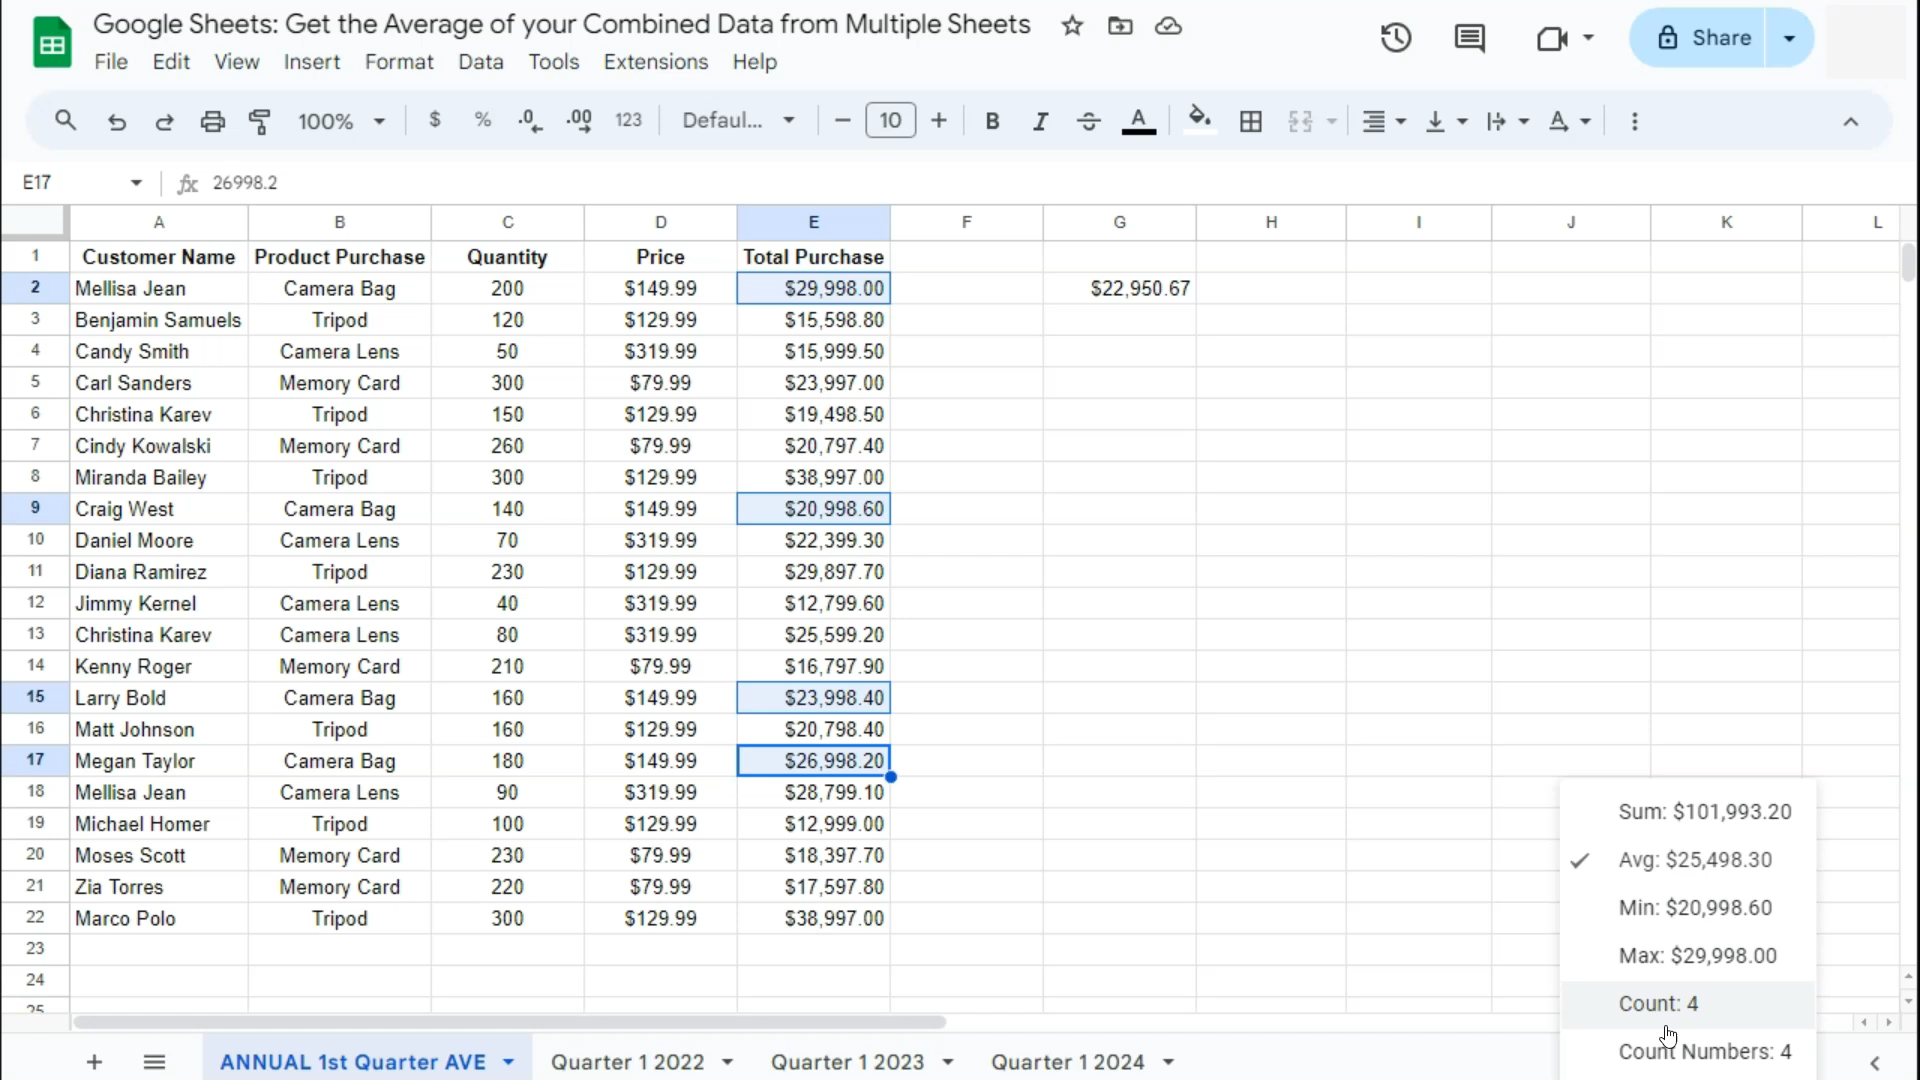 Google Sheets: Get the Average of your Combined Data from Multiple Sheets
Share
File Edit View Insert Format Data Tools Extensions Help
100% $ % .0 .00 123 Defaul... − 10 + B I S A A
E17 fx 26998.2
A B C D E F G H I J K L
1 Customer Name Product Purchase Quantity Price Total Purchase
2 Mellisa Jean Camera Bag 200 $149.99 $29,998.00 $22,950.67
3 Benjamin Samuels Tripod 120 $129.99 $15,598.80
4 Candy Smith Camera Lens 50 $319.99 $15,999.50
5 Carl Sanders Memory Card 300 $79.99 $23,997.00
6 Christina Karev Tripod 150 $129.99 $19,498.50
7 Cindy Kowalski Memory Card 260 $79.99 $20,797.40
8 Miranda Bailey Tripod 300 $129.99 $38,997.00
9 Craig West Camera Bag 140 $149.99 $20,998.60
10 Daniel Moore Camera Lens 70 $319.99 $22,399.30
11 Diana Ramirez Tripod 230 $129.99 $29,897.70
12 Jimmy Kernel Camera Lens 40 $319.99 $12,799.60
13 Christina Karev Camera Lens 80 $319.99 $25,599.20
14 Kenny Roger Memory Card 210 $79.99 $16,797.90
15 Larry Bold Camera Bag 160 $149.99 $23,998.40
16 Matt Johnson Tripod 160 $129.99 $20,798.40
17 Megan Taylor Camera Bag 180 $149.99 $26,998.20
18 Mellisa Jean Camera Lens 90 $319.99 $28,799.10
19 Michael Homer Tripod 100 $129.99 $12,999.00
20 Moses Scott Memory Card 230 $79.99 $18,397.70
21 Zia Torres Memory Card 220 $79.99 $17,597.80
22 Marco Polo Tripod 300 $129.99 $38,997.00
23
24
25
Sum: $101,993.20
Avg: $25,498.30
Min: $20,998.60
Max: $29,998.00
Count: 4
Count Numbers: 4
ANNUAL 1st Quarter AVE Quarter 1 2022 Quarter 1 2023 Quarter 1 2024